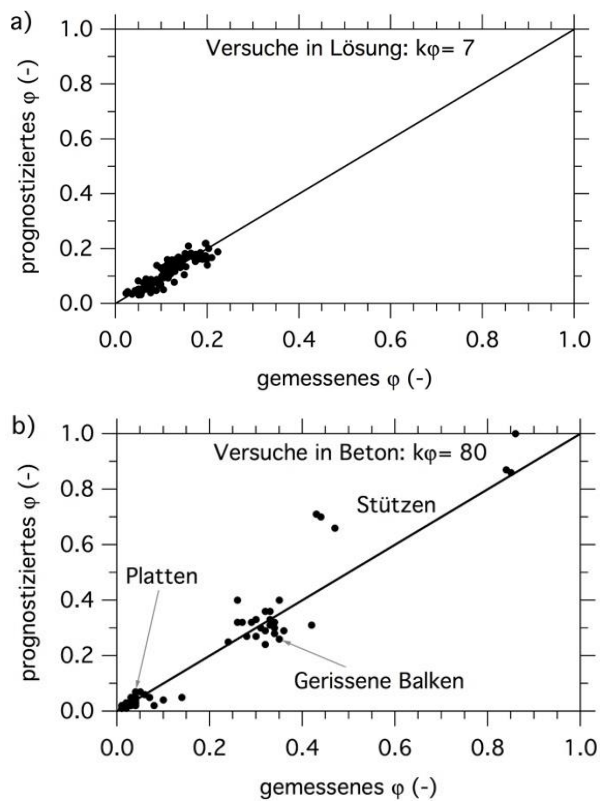 a)
Versuche in Lösung: kφ= 7
prognostiziertes φ (-)
1.0
0.8
0.6
0.4
0.2
0.0
0.0 0.2 0.4 0.6 0.8 1.0
gemessenes φ (-)
b)
Versuche in Beton: kφ= 80
prognostiziertes φ (-)
1.0
0.8
0.6
0.4
0.2
0.0
Stützen
Platten
Gerissene Balken
0.0 0.2 0.4 0.6 0.8 1.0
gemessenes φ (-)